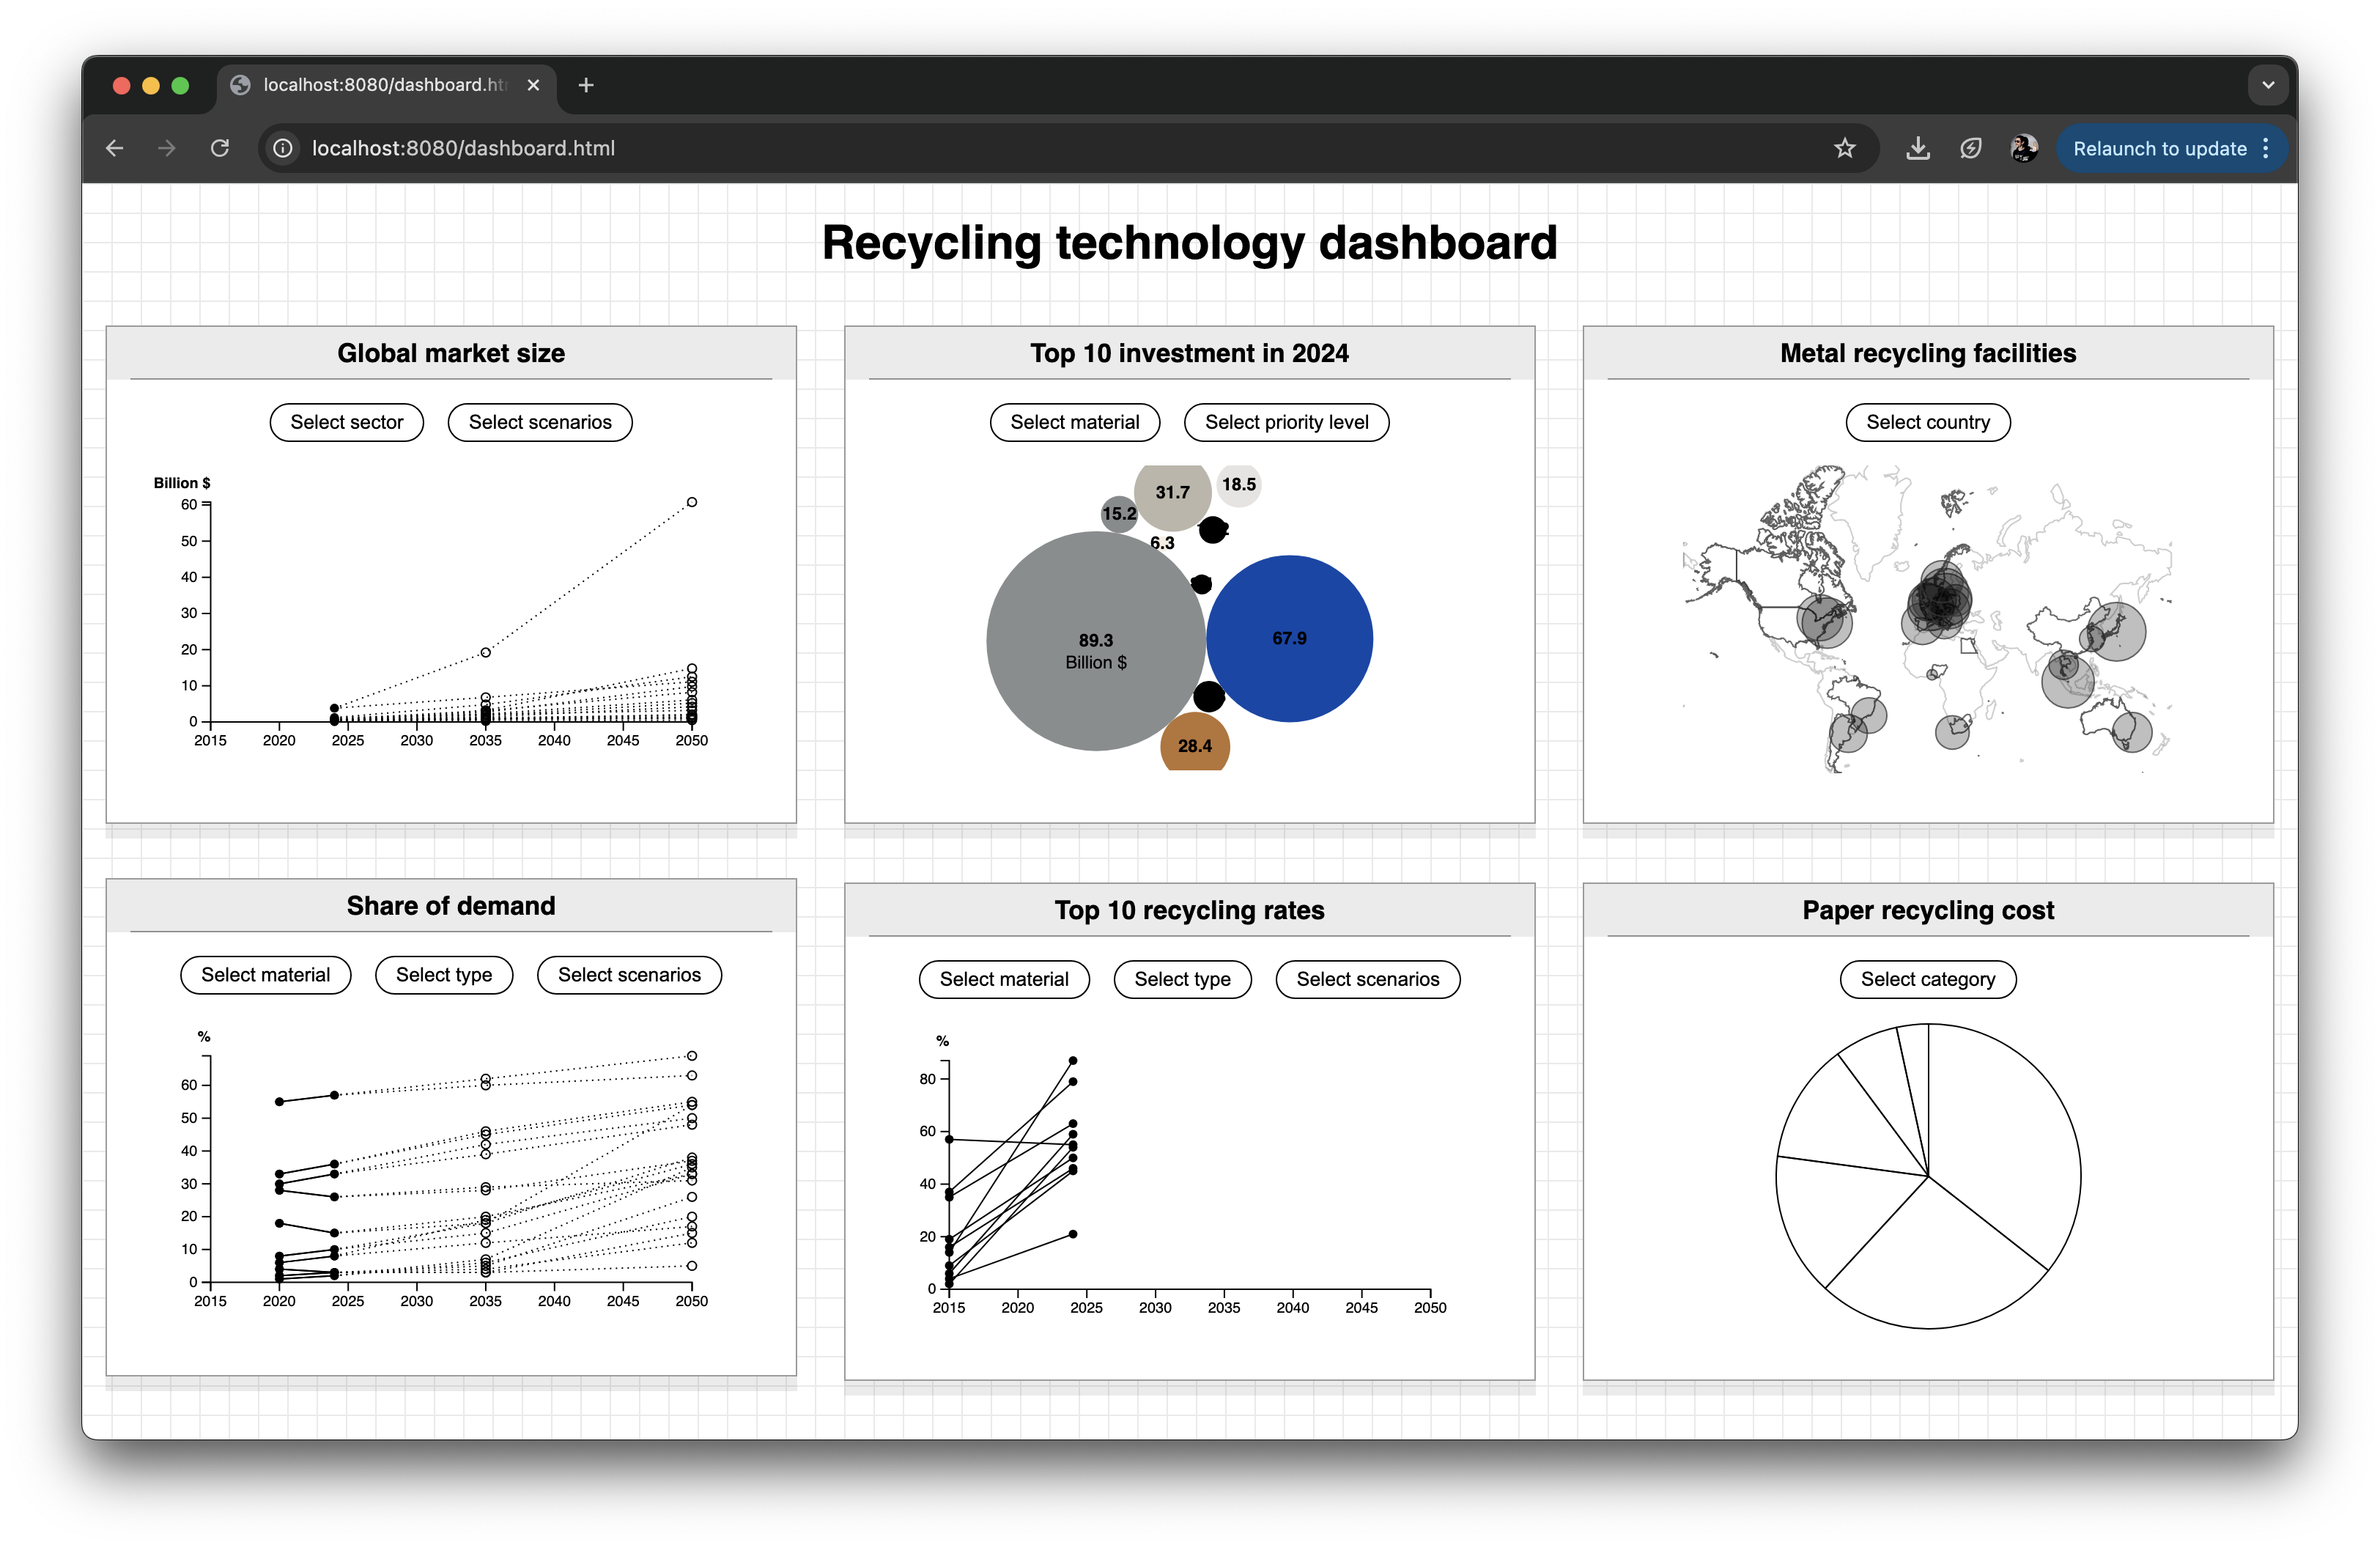 localhost:8080/dashboard.ht
localhost:8080/dashboard.html
Relaunch to update
Recycling technology dashboard
Global market size
Select sector
Select scenarios
Billion $
60
50
40
30
20
10
0
2015 2020 2025 2030 2035 2040 2045 2050
Top 10 investment in 2024
Select material
Select priority level
31.7
18.5
15.2
6.3
89.3
Billion $
67.9
28.4
Metal recycling facilities
Select country
Share of demand
Select material
Select type
Select scenarios
%
60
50
40
30
20
10
0
2015 2020 2025 2030 2035 2040 2045 2050
Top 10 recycling rates
Select material
Select type
Select scenarios
%
80
60
40
20
0
2015 2020 2025 2030 2035 2040 2045 2050
Paper recycling cost
Select category